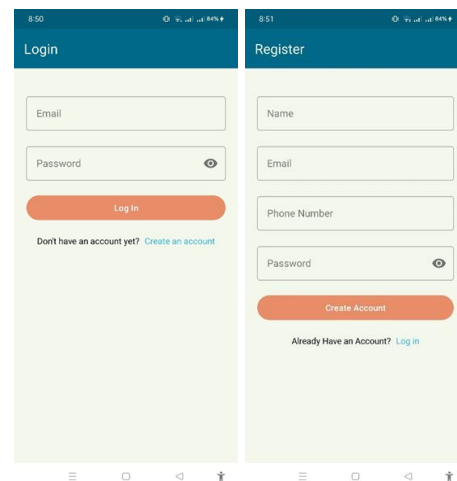 8:50
84%
Login
Email
Password
Log In
Don't have an account yet? Create an account
8:51
84%
Register
Name
Email
Phone Number
Password
Create Account
Already Have an Account? Log in